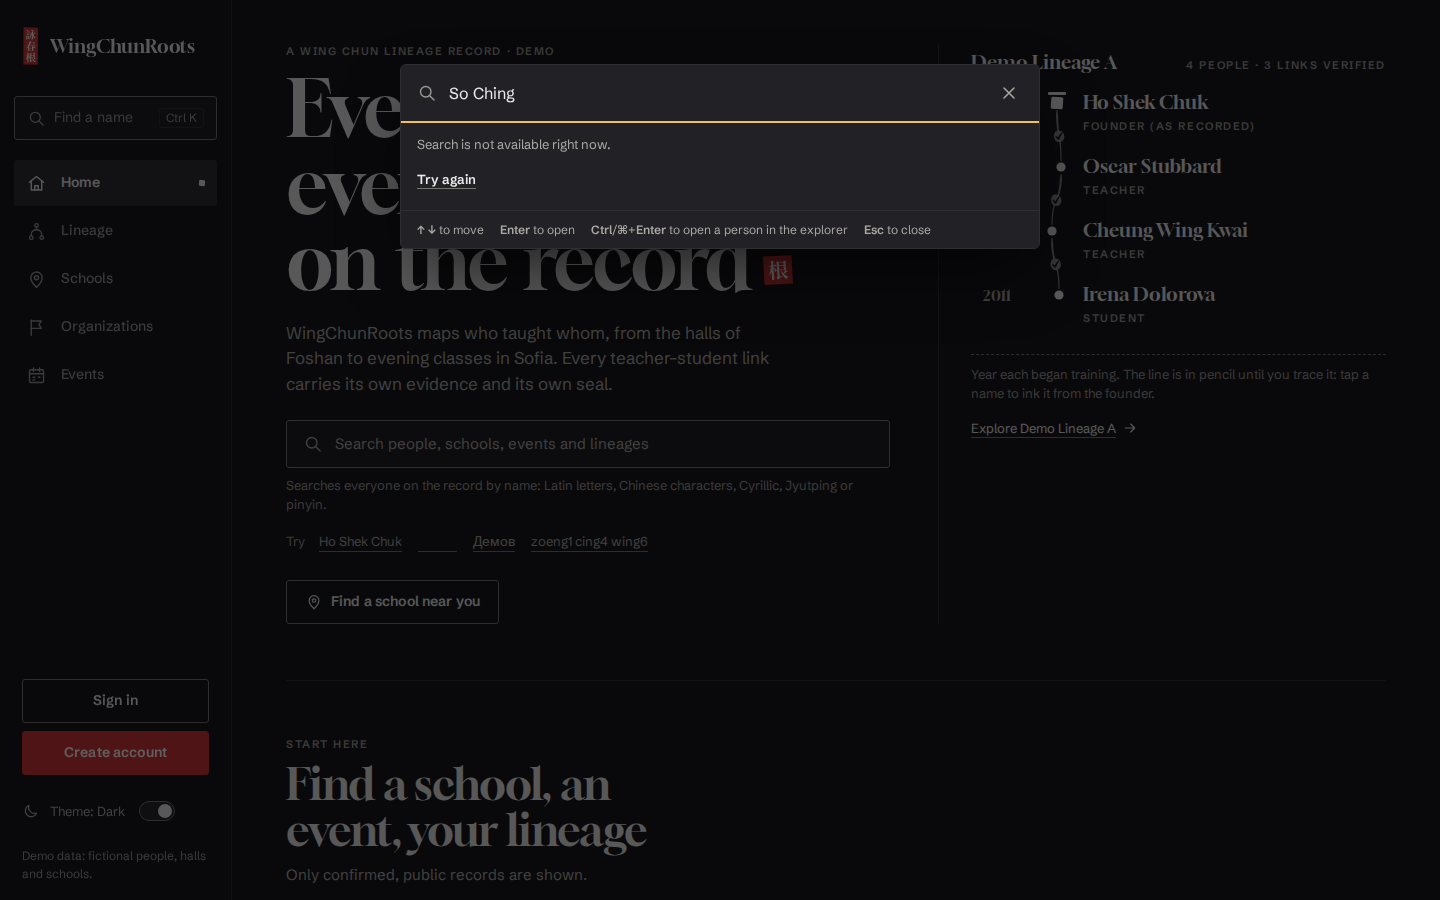 詠春根
WingChunRoots
Find a name
Ctrl K
Home
Lineage
Schools
Organizations
Events
Sign in
Create account
Theme: Dark
Demo data: fictional people, halls
and schools.
A WING CHUN LINEAGE RECORD · DEMO
So Ching
Search is not available right now.
Try again
↑↓ to move Enter to open Ctrl/⌘+Enter to open a person in the explorer Esc to close
Eve
eve
on the record 根
WingChunRoots maps who taught whom, from the halls of
Foshan to evening classes in Sofia. Every teacher–student link
carries its own evidence and its own seal.
Search people, schools, events and lineages
Searches everyone on the record by name: Latin letters, Chinese characters, Cyrillic, Jyutping or
pinyin.
Try Ho Shek Chuk Демов zoeng1 cing4 wing6
Find a school near you
Demo Lineage A
4 PEOPLE · 3 LINKS VERIFIED
Ho Shek Chuk
FOUNDER (AS RECORDED)
Oscar Stubbard
TEACHER
Cheung Wing Kwai
TEACHER
2011
Irena Dolorova
STUDENT
Year each began training. The line is in pencil until you trace it: tap a
name to ink it from the founder.
Explore Demo Lineage A →
START HERE
Find a school, an
event, your lineage
Only confirmed, public records are shown.